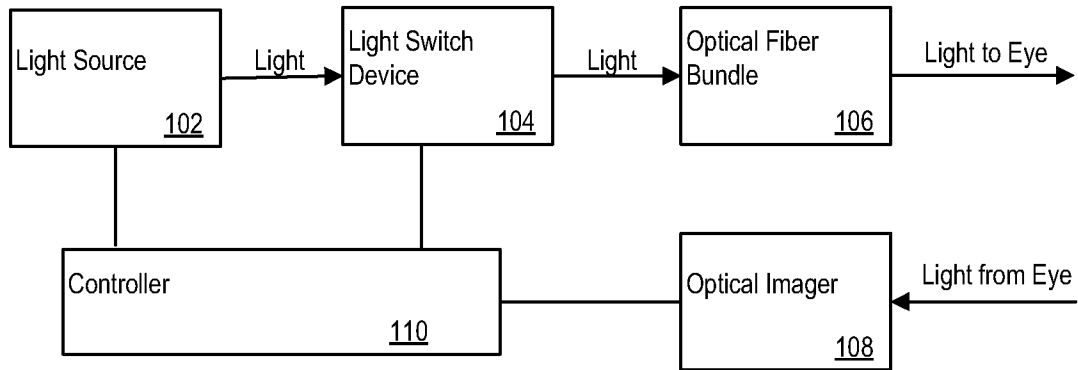 Light Source
102
Light
Light Switch
Device
104
Light
Optical Fiber
Bundle
106
Light to Eye
Controller
110
Optical Imager
108
Light from Eye